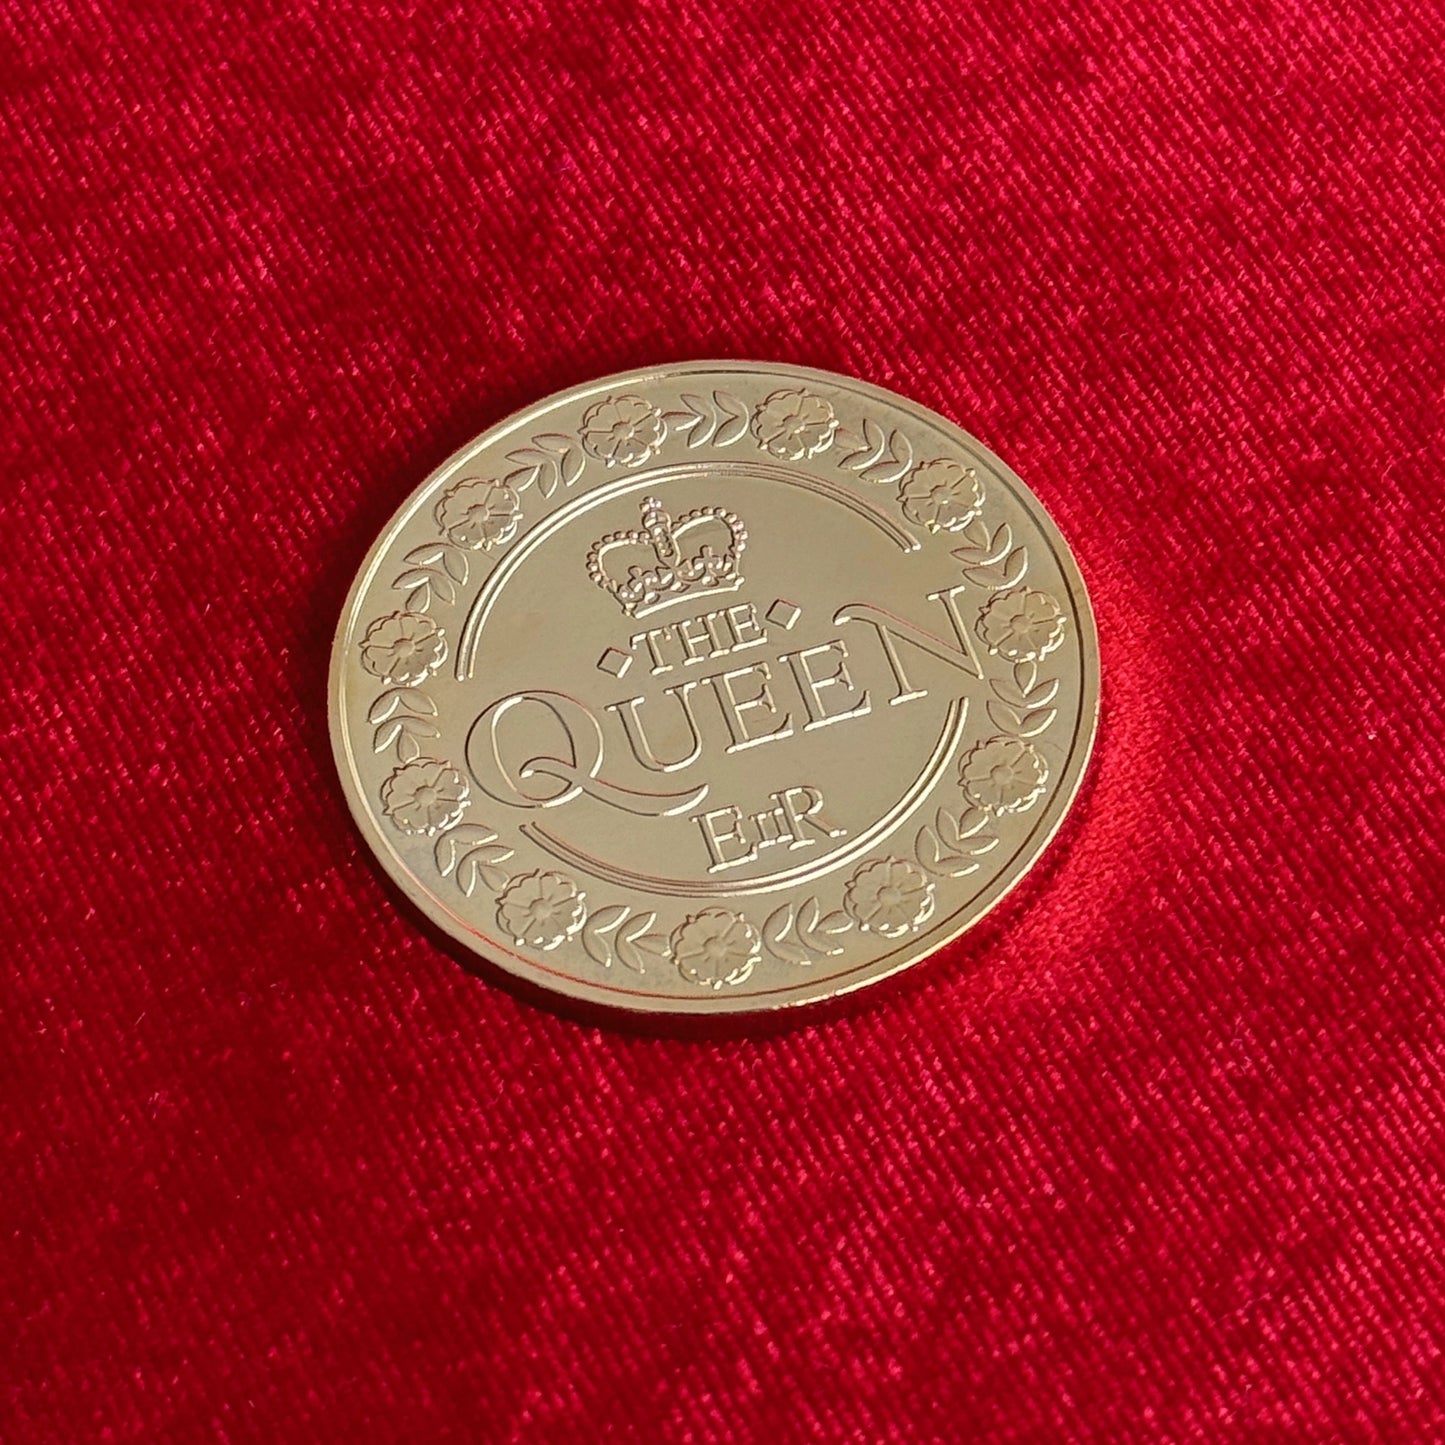 THE
QUEEN
EIIR